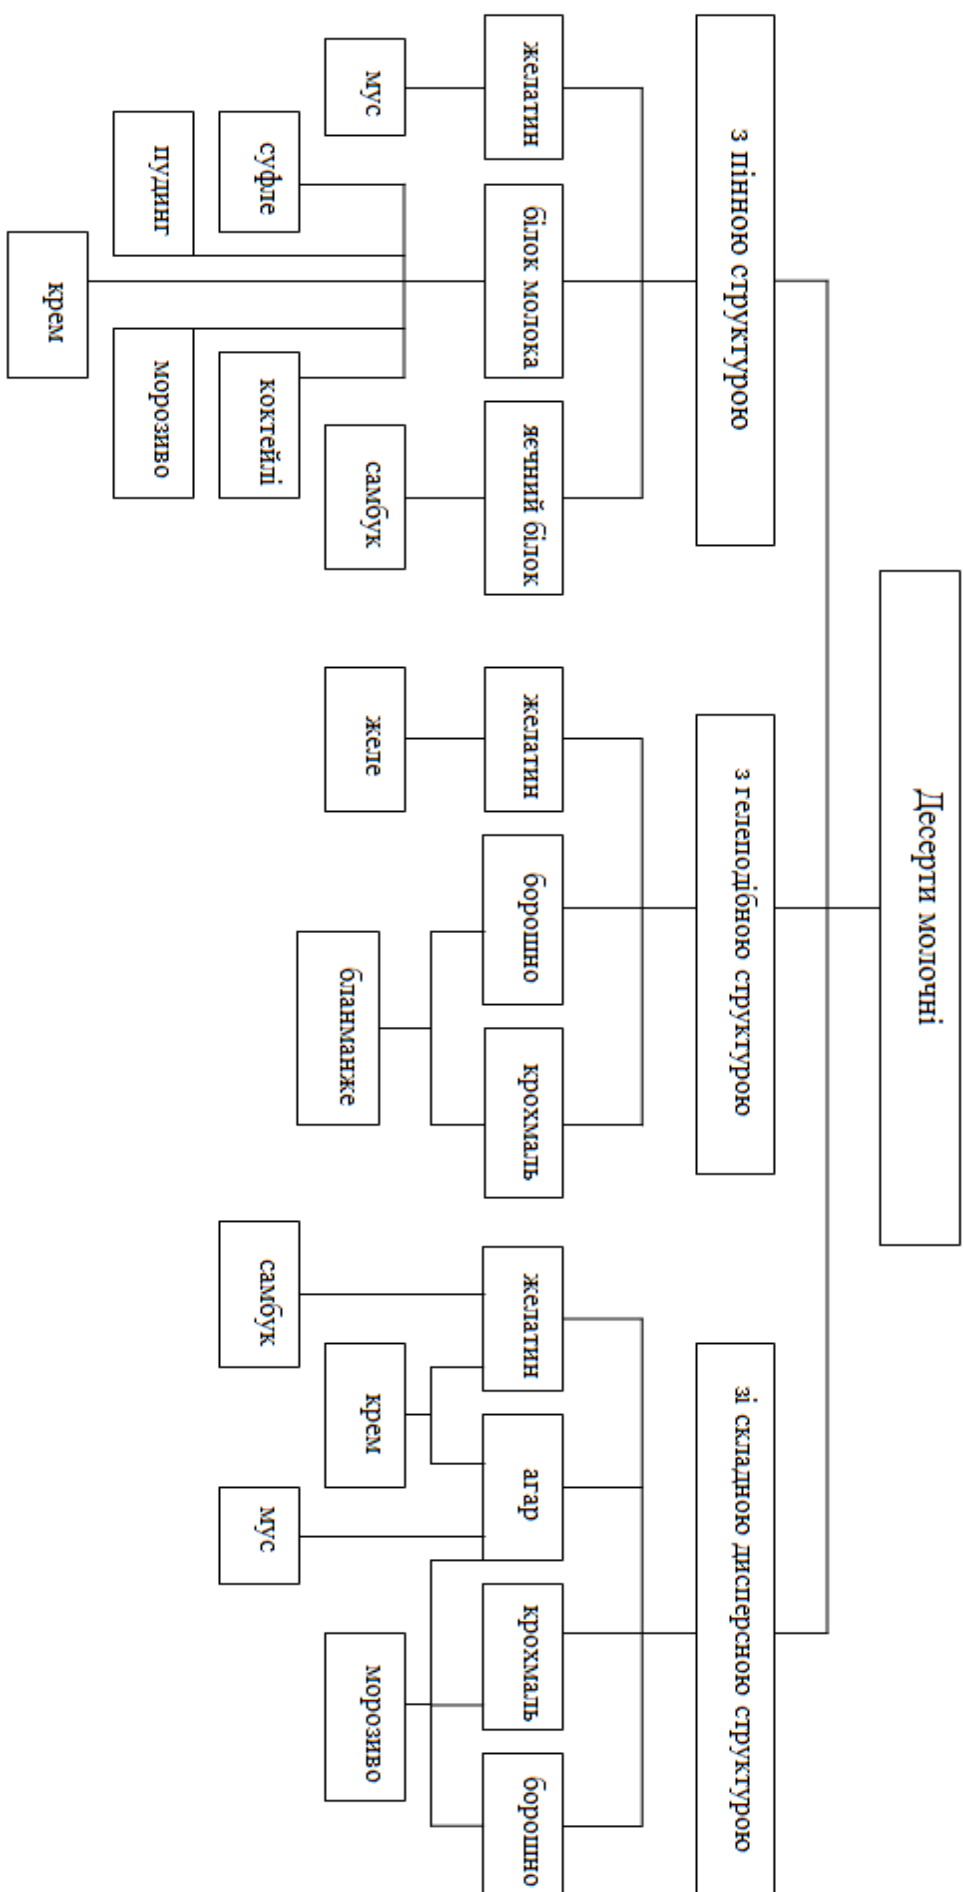 Десерти молочні
з пінною структурою
з гелеподібною структурою
зі складною дисперсною структурою
желатин
білок молока
яєчний білок
желатин
борошно
крохмаль
желатин
агар
крохмаль
борошно
мус
самбук
желе
бланманже
крем
морозиво
суфле
коктейлі
самбук
мус
пудинг
морозиво
крем